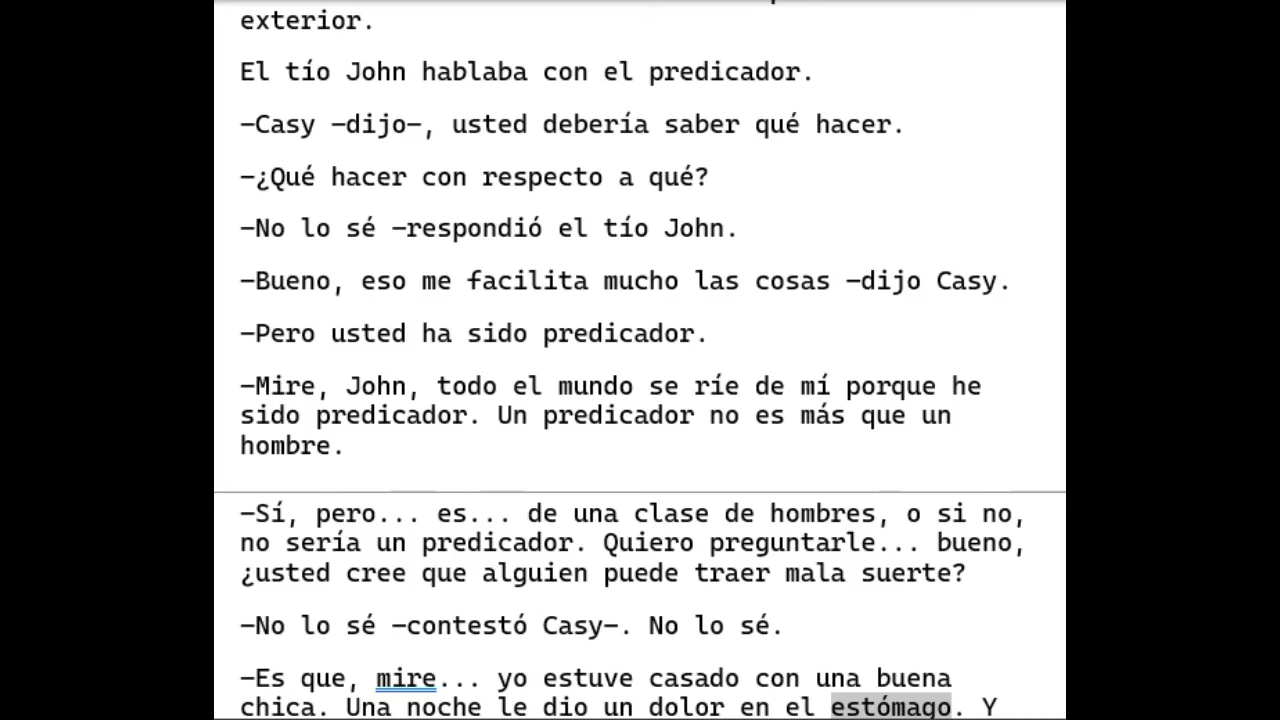 exterior.
El tío John hablaba con el predicador.
—Casy —dijo—, usted debería saber qué hacer.
—¿Qué hacer con respecto a qué?
—No lo sé —respondió el tío John.
—Bueno, eso me facilita mucho las cosas —dijo Casy.
—Pero usted ha sido predicador.
—Mire, John, todo el mundo se ríe de mí porque he
sido predicador. Un predicador no es más que un
hombre.
—Sí, pero... es... de una clase de hombres, o si no,
no sería un predicador. Quiero preguntarle... bueno,
¿usted cree que alguien puede traer mala suerte?
—No lo sé —contestó Casy—. No lo sé.
—Es que, mire... yo estuve casado con una buena
chica. Una noche le dio un dolor en el estómago. Y